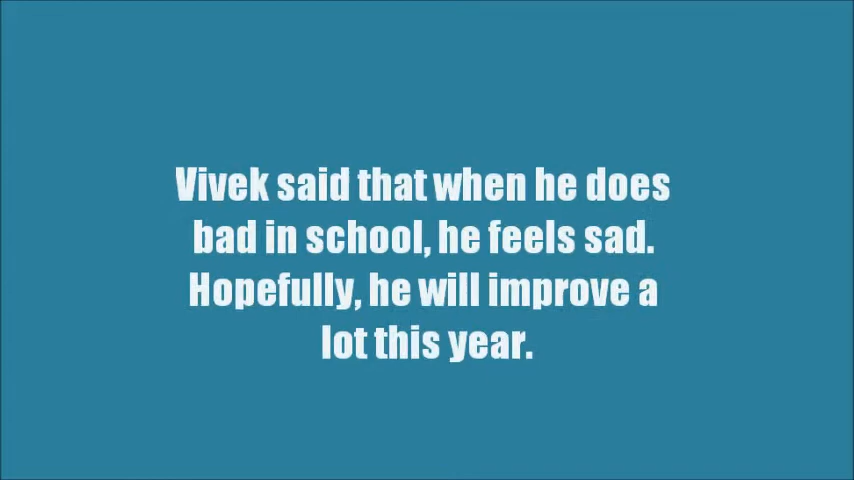 Vivek said that when he does
bad in school, he feels sad.
Hopefully, he will improve a
lot this year.